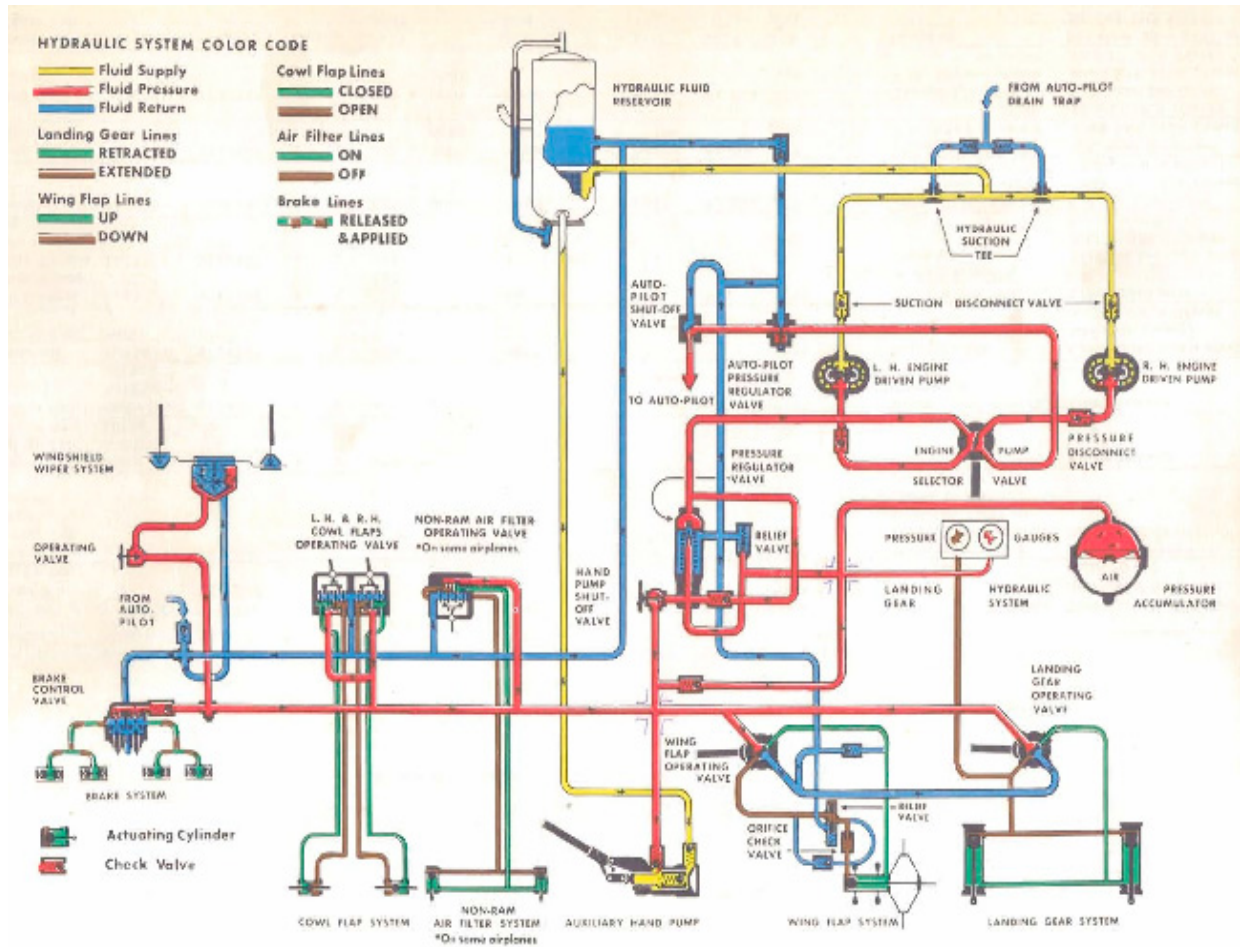 HYDRAULIC SYSTEM COLOR CODE
Fluid Supply
Fluid Pressure
Fluid Return
Landing Gear Lines
RETRACTED
EXTENDED
Wing Flap Lines
UP
DOWN
Cowl Flap Lines
CLOSED
OPEN
Air Filter Lines
ON
OFF
Brake Lines
RELEASED
& APPLIED
HYDRAULIC FLUID
RESERVOIR
FROM AUTO-PILOT
DRAIN TRAP
HYDRAULIC
SUCTION
TEE
AUTO-
PILOT
SHUT-OFF
VALVE
SUCTION DISCONNECT VALVE
AUTO-PILOT
PRESSURE
REGULATOR
VALVE
L. H. ENGINE
DRIVEN PUMP
R. H. ENGINE
DRIVEN PUMP
TO AUTO-PILOT
ENGINE PUMP
SELECTOR VALVE
PRESSURE
DISCONNECT
VALVE
PRESSURE
REGULATOR
VALVE
WINDSHIELD
WIPER SYSTEM
L. H. & R. H.
COWL FLAPS
OPERATING VALVE
NON-RAM AIR FILTER
OPERATING VALVE
*On some airplanes
OPERATING
VALVE
RELIEF
VALVE
PRESSURE GAUGES
LANDING
GEAR
HYDRAULIC
SYSTEM
AIR
PRESSURE
ACCUMULATOR
HAND
PUMP
SHUT-
OFF
VALVE
FROM
AUTO-
PILOT
BRAKE
CONTROL
VALVE
LANDING
GEAR
OPERATING
VALVE
WING
FLAP
OPERATING
VALVE
BRAKE SYSTEM
RELIEF
VALVE
ORIFICE
CHECK
VALVE
Actuating Cylinder
Check Valve
COWL FLAP SYSTEM
NON-RAM
AIR FILTER SYSTEM
*On some airplanes
AUXILIARY HAND PUMP
WING FLAP SYSTEM
LANDING GEAR SYSTEM